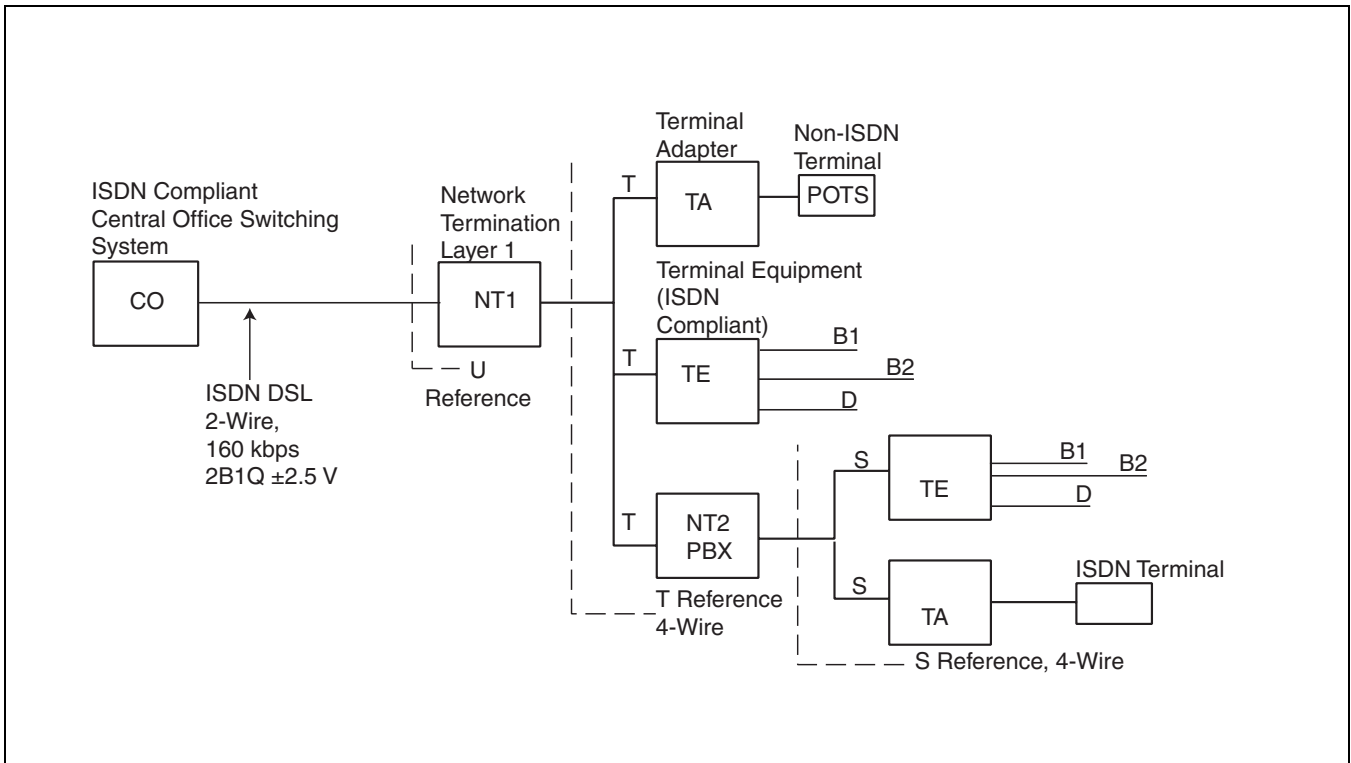 ISDN Compliant
Central Office Switching
System
CO
ISDN DSL
2-Wire,
160 kbps
2B1Q ±2.5 V
Network
Termination
Layer 1
NT1
U
Reference
Terminal
Adapter
T
TA
Non-ISDN
Terminal
POTS
Terminal Equipment
(ISDN
Compliant)
T
TE
B1
B2
D
T
NT2
PBX
T Reference
4-Wire
S
TE
B1
B2
D
S
TA
ISDN Terminal
S Reference, 4-Wire